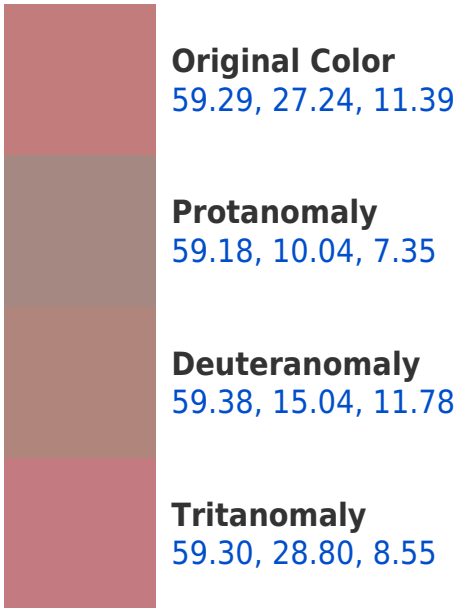 Original Color
59.29, 27.24, 11.39
Protanomaly
59.18, 10.04, 7.35
Deuteranomaly
59.38, 15.04, 11.78
Tritanomaly
59.30, 28.80, 8.55